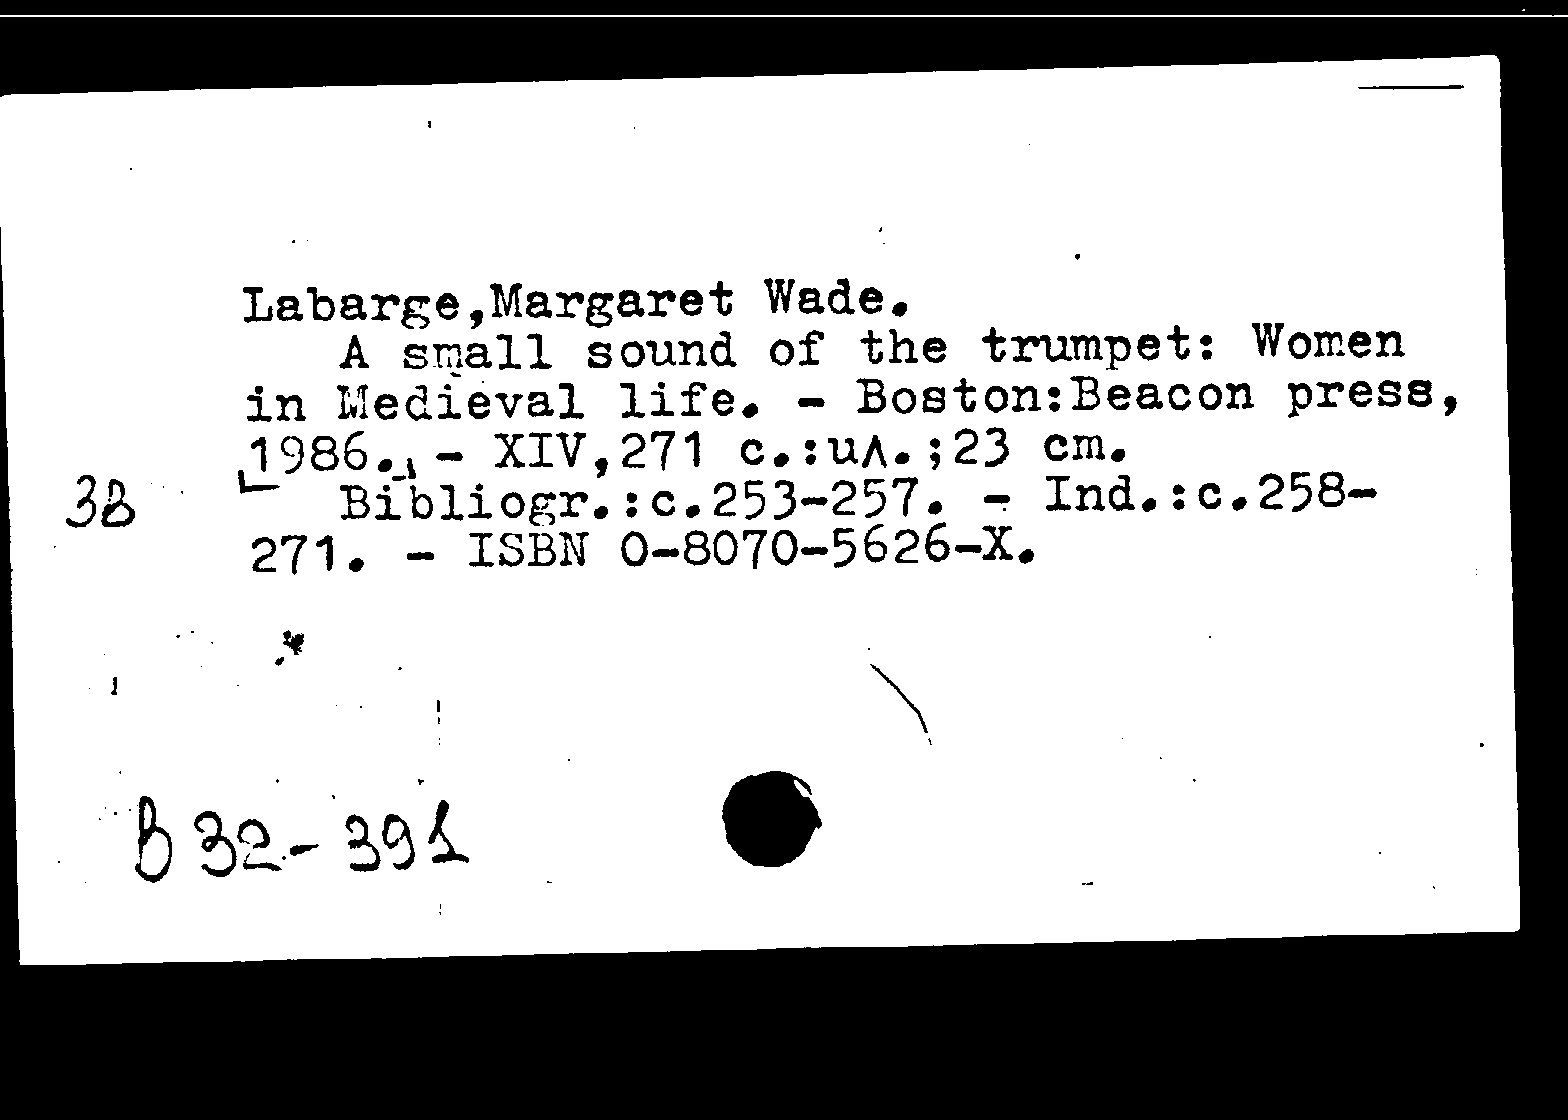 Labarge,Margaret Wade.
A small sound of the trumpet: Women
in Medieval life. - Boston:Beacon press,
1986. - XIV,271 с.:ил.;23 cm.
Bibliogr.:с.253-257. - Ind.:с.258-
271. - ISBN 0-8070-5626-X.
3В
В 32-391